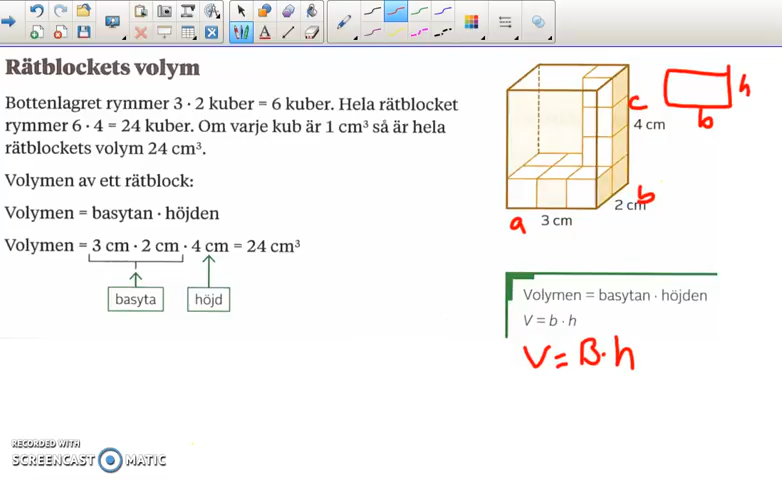 Rätblockets volym
Bottenlagret rymmer 3 · 2 kuber = 6 kuber. Hela rätblocket
rymmer 6 · 4 = 24 kuber. Om varje kub är 1 cm³ så är hela
rätblockets volym 24 cm³.
Volymen av ett rätblock:
Volymen = basytan · höjden
Volymen = 3 cm · 2 cm · 4 cm = 24 cm³
basyta
höjd
h
b
c
4 cm
b
2 cm
a
3 cm
Volymen = basytan · höjden
V = b · h
V = B · h
RECORDED WITH
SCREENCAST MATIC